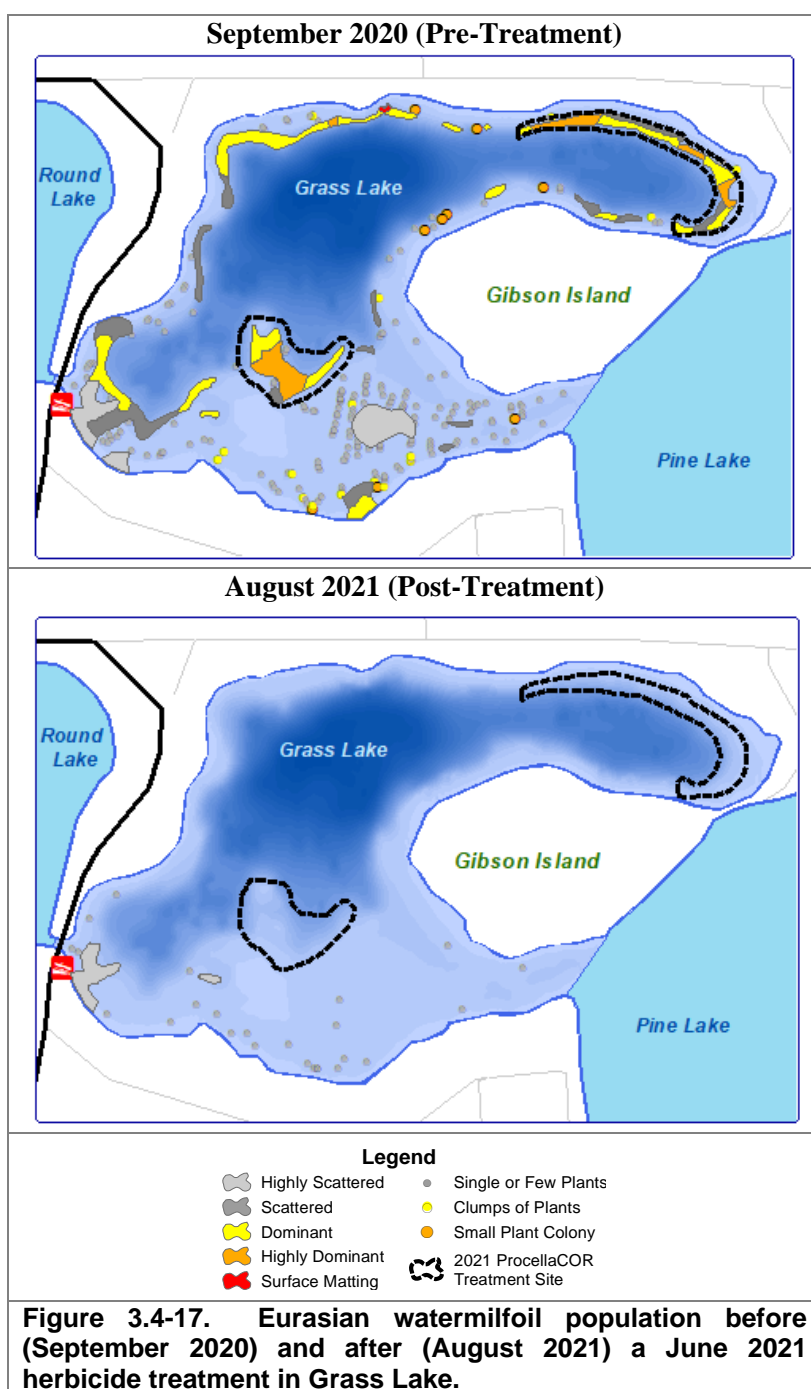 September 2020 (Pre-Treatment)
Round
Lake
Grass Lake
Gibson Island
Pine Lake
August 2021 (Post-Treatment)
Round
Lake
Grass Lake
Gibson Island
Pine Lake
Legend
Highly Scattered
Scattered
Dominant
Highly Dominant
Surface Matting
Single or Few Plants
Clumps of Plants
Small Plant Colony
2021 ProcellaCOR
Treatment Site
Figure 3.4-17. Eurasian watermilfoil population before
(September 2020) and after (August 2021) a June 2021
herbicide treatment in Grass Lake.